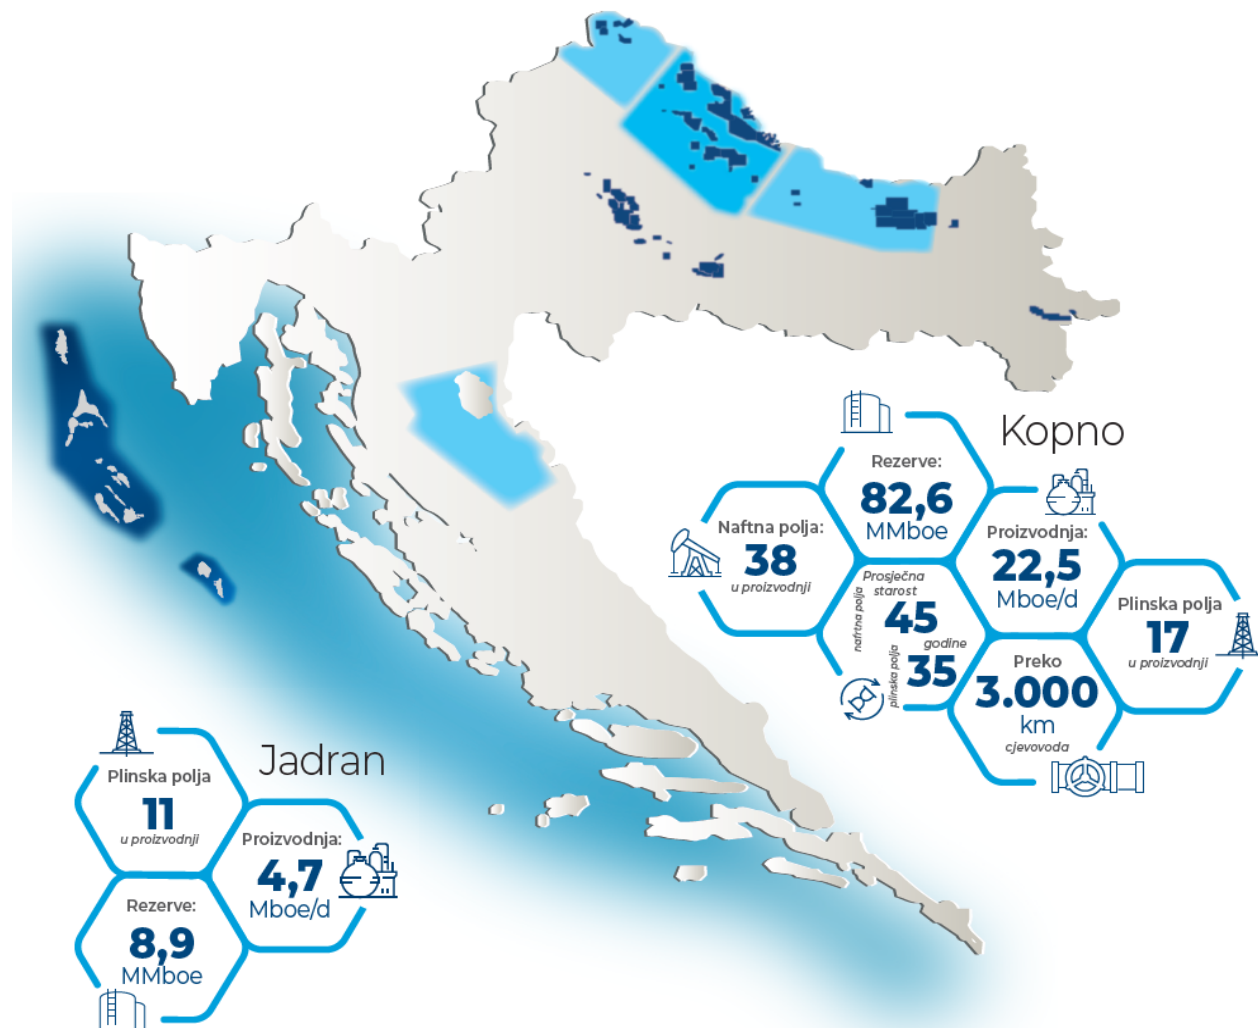 Kopno
Rezerve:
82,6
MMboe
Naftna polja:
38
u proizvodnji
Proizvodnja:
22,5
Mboe/d
Prosječna
starost
naftna polja
45
godine
plinska polja
35
Plinska polja
17
u proizvodnji
Preko
3.000
km
cjevovoda
Jadran
Plinska polja
11
u proizvodnji
Proizvodnja:
4,7
Mboe/d
Rezerve:
8,9
MMboe